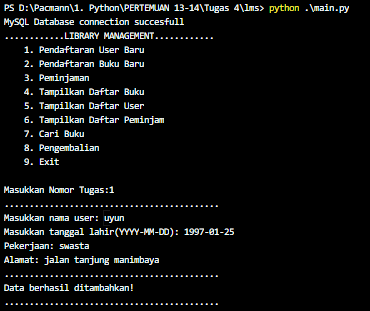 PS D:\Pacmann\1. Python\PERTEMUAN 13-14\Tugas 4\lms> python .\main.py
MySQL Database connection succesfull
............LIBRARY MANAGEMENT............
1. Pendaftaran User Baru
2. Pendaftaran Buku Baru
3. Peminjaman
4. Tampilkan Daftar Buku
5. Tampilkan Daftar User
6. Tampilkan Daftar Peminjam
7. Cari Buku
8. Pengembalian
9. Exit
Masukkan Nomor Tugas:1
...........................................
Masukkan nama user: uyun
Masukkan tanggal lahir(YYYY-MM-DD): 1997-01-25
Pekerjaan: swasta
Alamat: jalan tanjung manimbaya
...........................................
Data berhasil ditambahkan!
...........................................